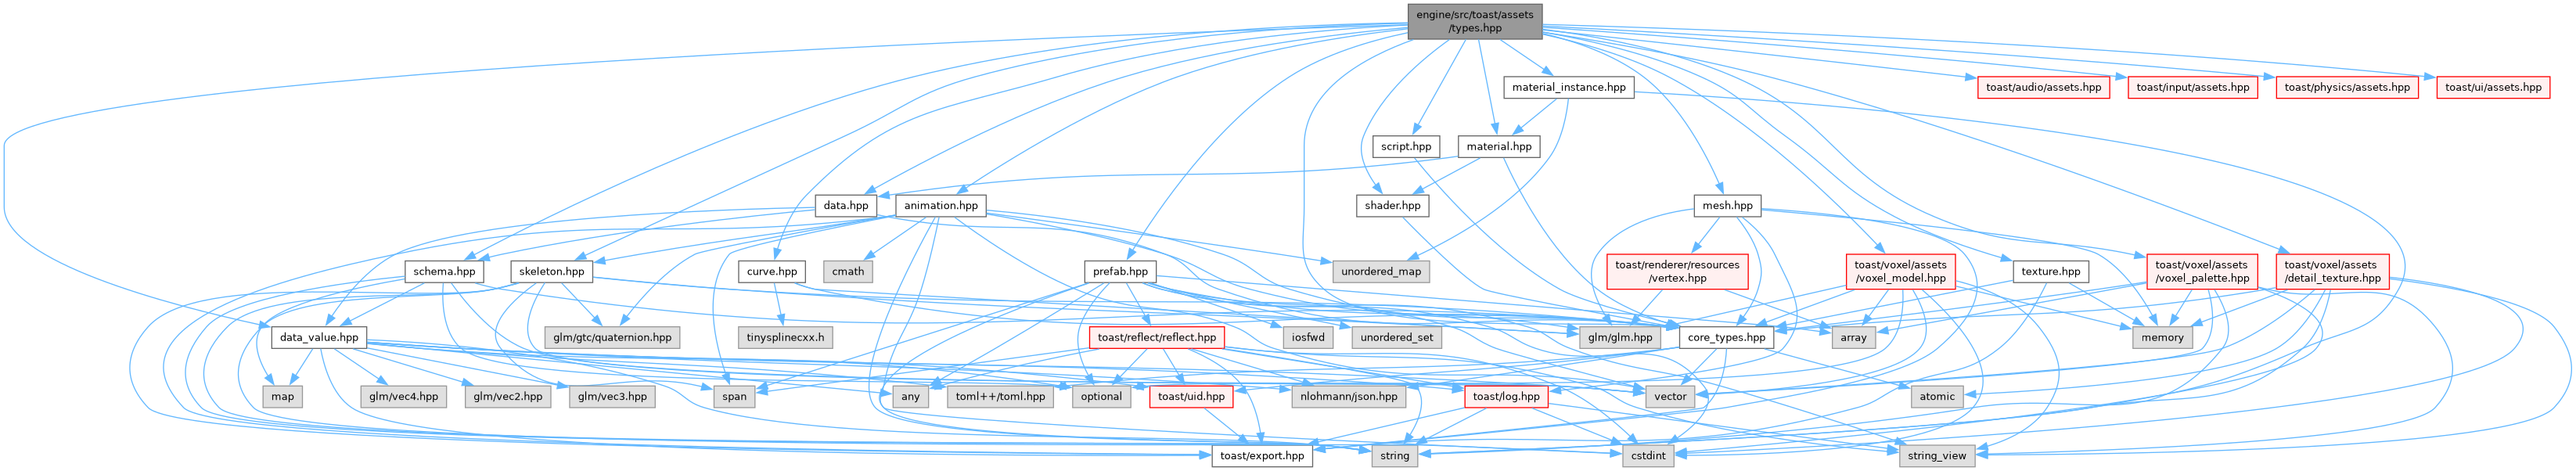 engine/src/toast/assets
/types.hpp
material_instance.hpp
toast/audio/assets.hpp
toast/input/assets.hpp
toast/physics/assets.hpp
toast/ui/assets.hpp
script.hpp
material.hpp
data.hpp
animation.hpp
shader.hpp
mesh.hpp
schema.hpp
skeleton.hpp
cmath
curve.hpp
unordered_map
prefab.hpp
toast/renderer/resources
/vertex.hpp
toast/voxel/assets
/voxel_model.hpp
texture.hpp
toast/voxel/assets
/voxel_palette.hpp
toast/voxel/assets
/detail_texture.hpp
data_value.hpp
glm/gtc/quaternion.hpp
tinysplinecxx.h
toast/reflect/reflect.hpp
iosfwd
unordered_set
glm/glm.hpp
core_types.hpp
array
memory
map
glm/vec4.hpp
glm/vec2.hpp
glm/vec3.hpp
span
any
toml++/toml.hpp
optional
toast/uid.hpp
nlohmann/json.hpp
vector
toast/log.hpp
atomic
toast/export.hpp
string
cstdint
string_view